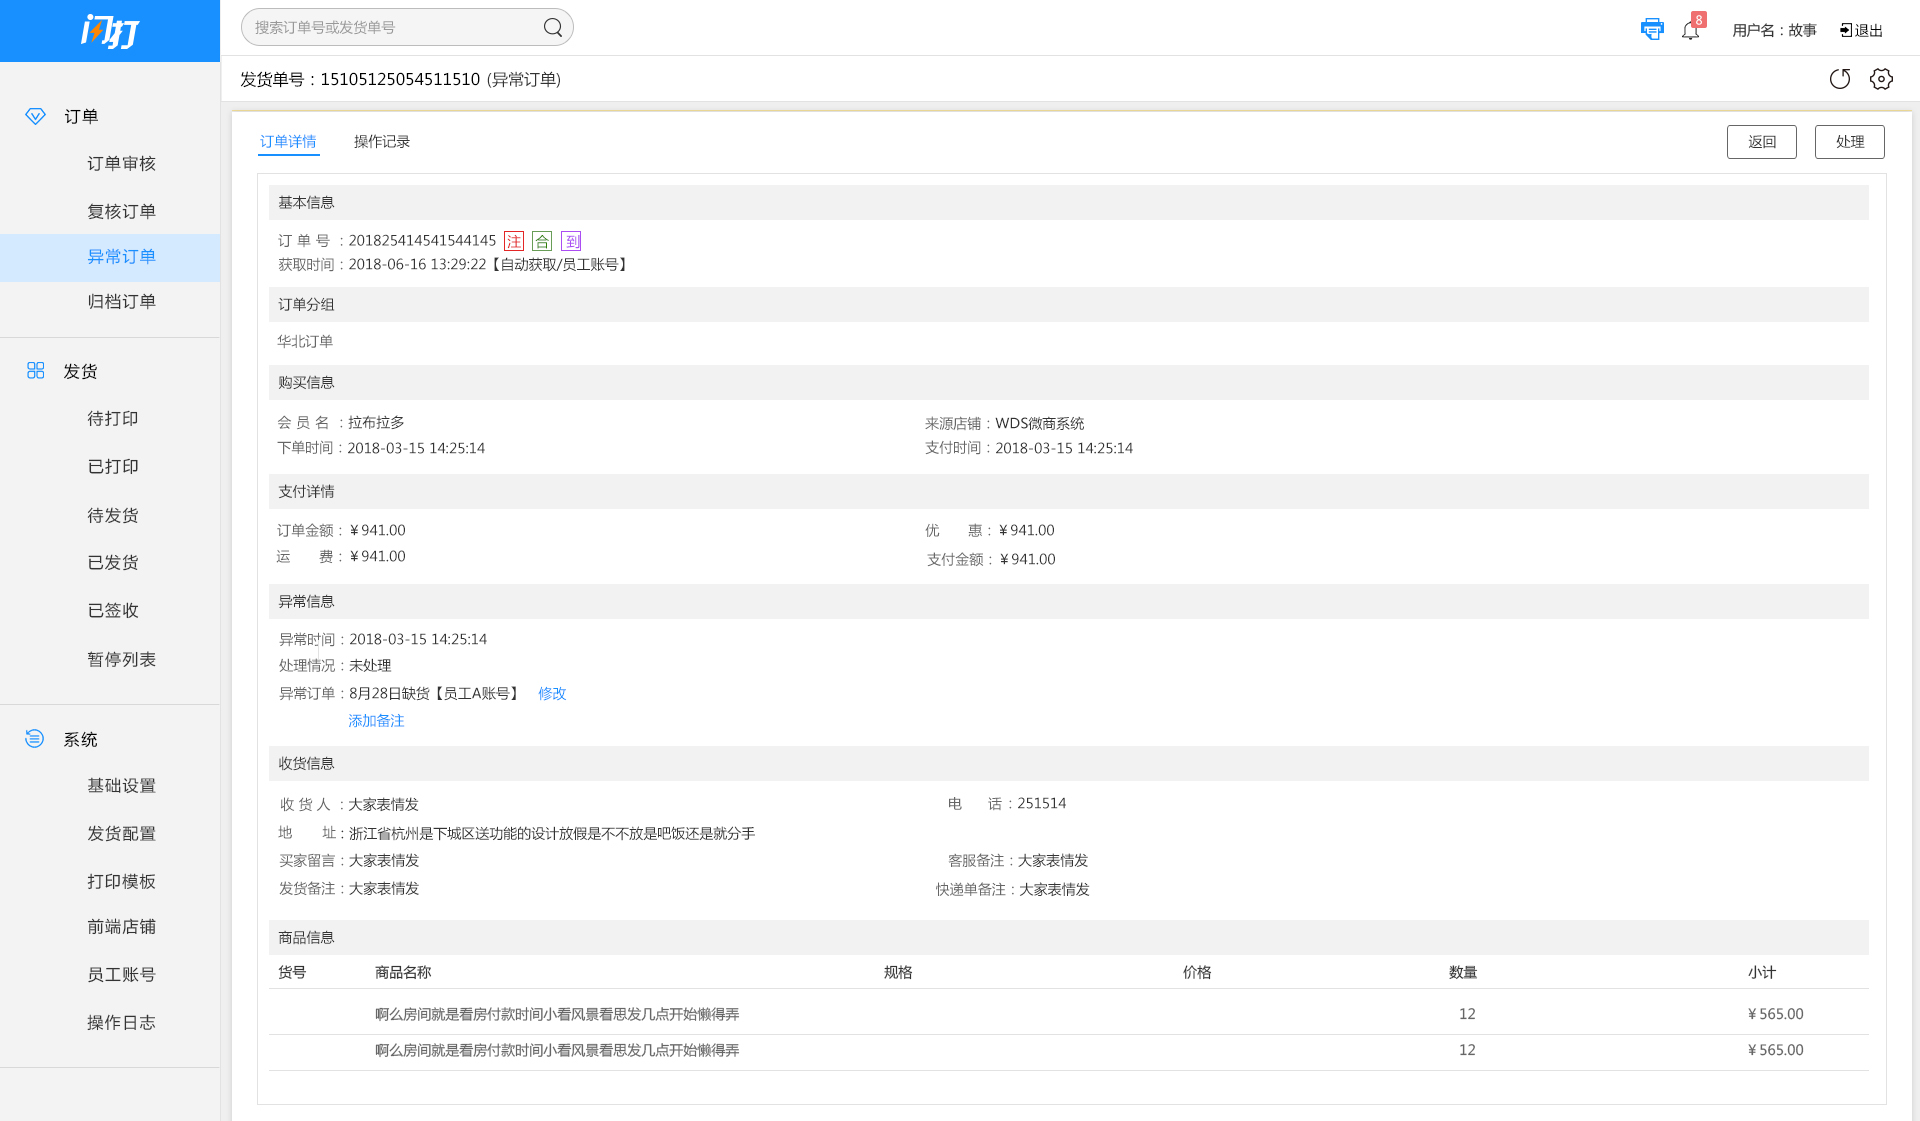 闪打
搜索订单号或发货单号
8
用户名：故事
退出
发货单号：15105125054511510 (异常订单)
订单
订单审核
复核订单
异常订单
归档订单
发货
待打印
已打印
待发货
已发货
已签收
暂停列表
系统
基础设置
发货配置
打印模板
前端店铺
员工账号
操作日志
订单详情
操作记录
返回
处理
基本信息
订 单 号 ：201825414541544145 注 合 到
获取时间：2018-06-16 13:29:22【自动获取/员工账号】
订单分组
华北订单
购买信息
会 员 名 ：拉布拉多
来源店铺：WDS微商系统
下单时间：2018-03-15 14:25:14
支付时间：2018-03-15 14:25:14
支付详情
订单金额：¥ 941.00
优 惠：¥ 941.00
运 费：¥ 941.00
支付金额：¥ 941.00
异常信息
异常时间：2018-03-15 14:25:14
处理情况：未处理
异常订单：8月28日缺货【员工A账号】 修改
添加备注
收货信息
收 货 人 ：大家表情发
电 话：251514
地 址：浙江省杭州是下城区送功能的设计放假是不不放是吧饭还是就分手
买家留言：大家表情发
客服备注：大家表情发
发货备注：大家表情发
快递单备注：大家表情发
商品信息
货号 商品名称 规格 价格 数量 小计
啊么房间就是看房付款时间小看风景看思发几点开始懒得弄 12 ¥ 565.00
啊么房间就是看房付款时间小看风景看思发几点开始懒得弄 12 ¥ 565.00